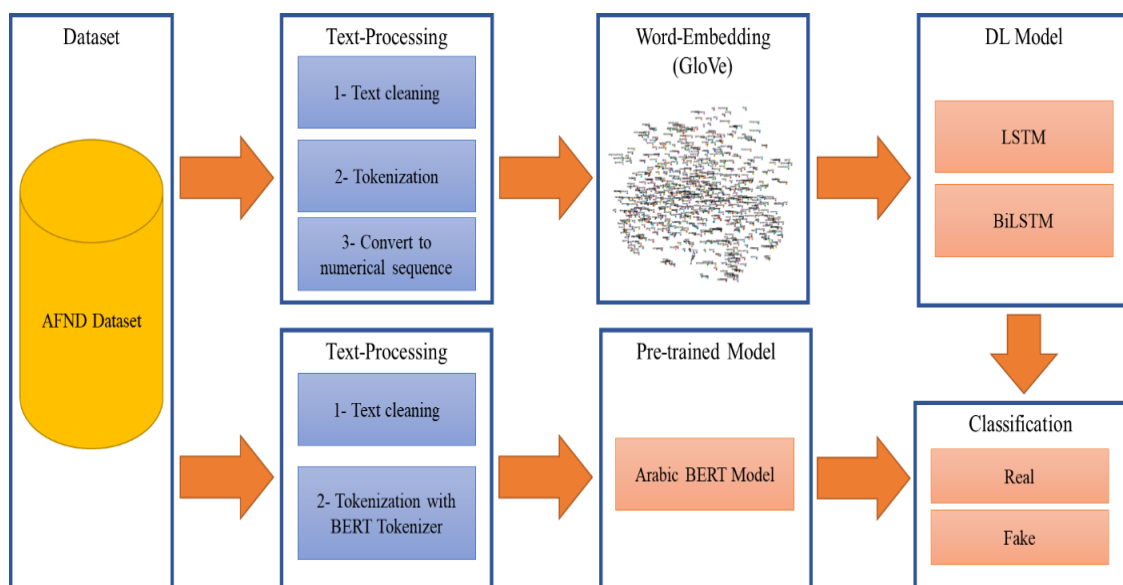 Dataset
AFND Dataset
Text-Processing
1- Text cleaning
2- Tokenization
3- Convert to
numerical sequence
Word-Embedding
(GloVe)
DL Model
LSTM
BiLSTM
Text-Processing
1- Text cleaning
2- Tokenization with
BERT Tokenizer
Pre-trained Model
Arabic BERT Model
Classification
Real
Fake